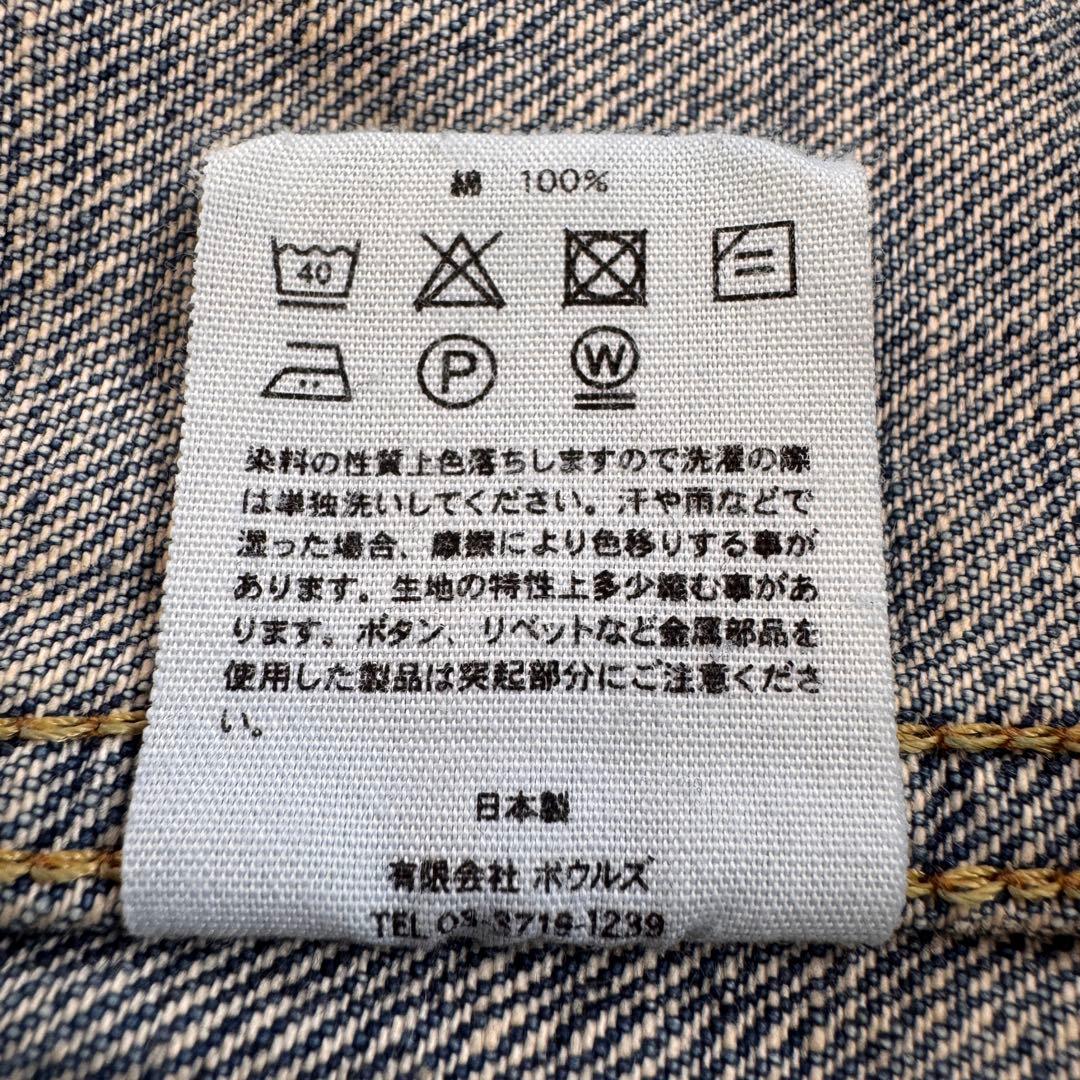 綿 100%
40
P
W
染料の性質上色落ちしますので洗濯の際
は単独洗いしてください。汗や雨などで
湿った場合、摩擦により色移りする事が
あります。生地の特性上多少縮む事があ
ります。ボタン、リベットなど金属部品を
使用した製品は突起部分にご注意くださ
い。
日本製
有限会社 ボウルズ
TEL 03-3719-1239